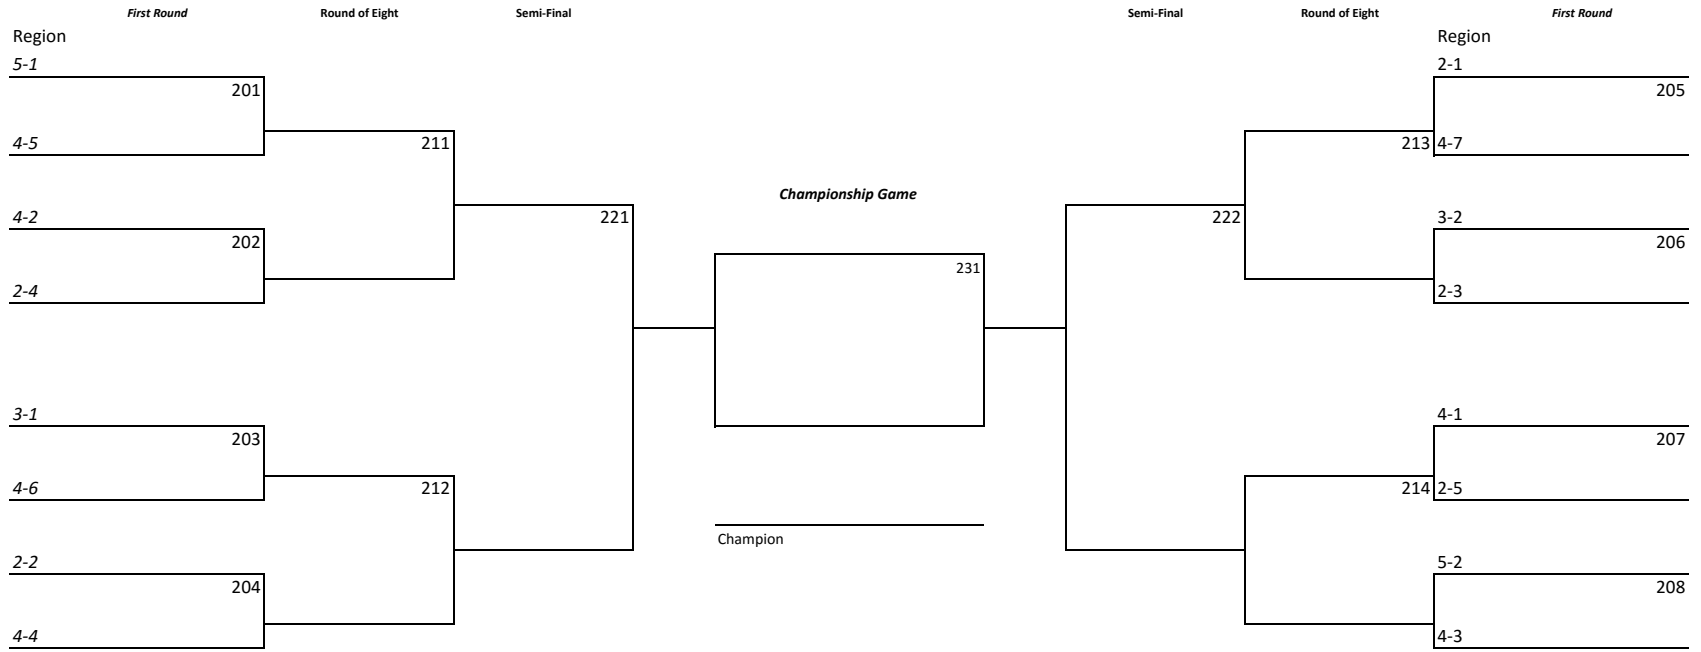 First Round Round of Eight Semi-Final Semi-Final Round of Eight First Round
Region Region
5-1 2-1
201 205
4-5 211 213 4-7
Championship Game
4-2 221 222 3-2
202 206
231
2-4 2-3
3-1 4-1
203 207
4-6 212 214 2-5
Champion
2-2 5-2
204 208
4-4 4-3